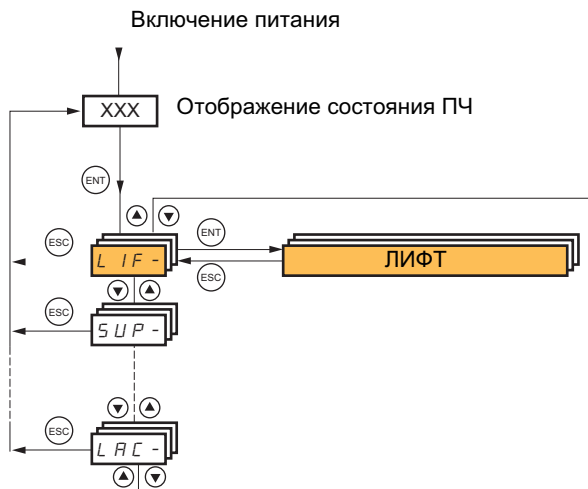 Включение питания
XXX
Отображение состояния ПЧ
ENT
ESC
ENT
LIF-
ЛИФТ
ESC
ESC
SUP-
ESC
LAC-